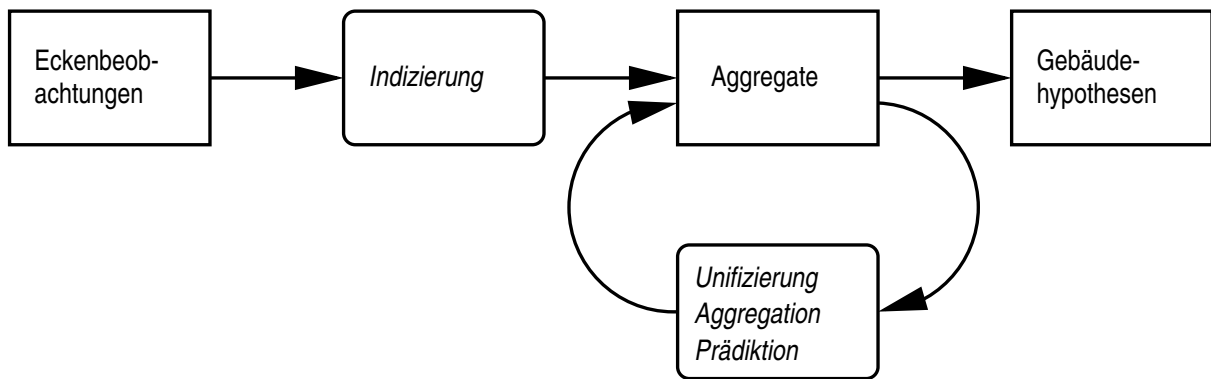 Eckenbeob-
achtungen
Indizierung
Aggregate
Gebäude-
hypothesen
Unifizierung
Aggregation
Prädiktion